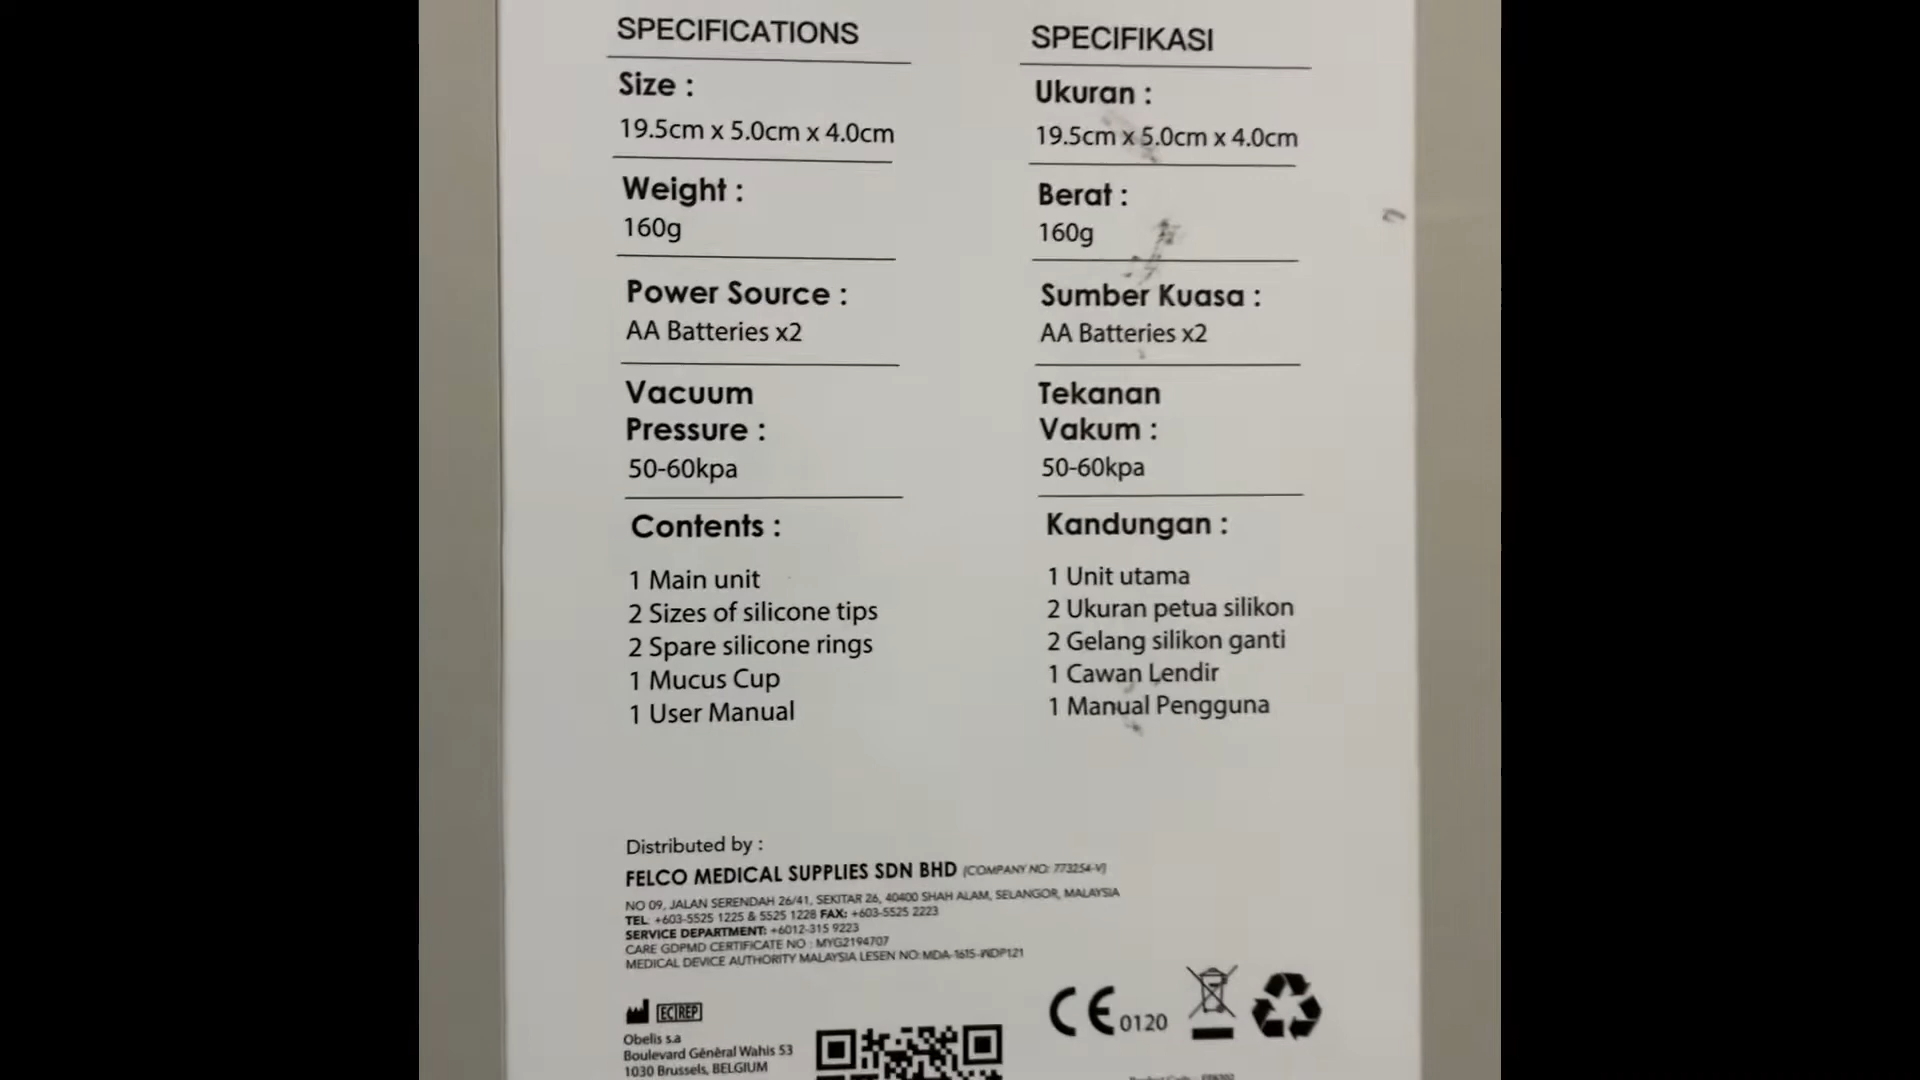 SPECIFICATIONS
Size :
19.5cm x 5.0cm x 4.0cm
Weight :
160g
Power Source :
AA Batteries x2
Vacuum
Pressure :
50-60kpa
Contents :
1 Main unit
2 Sizes of silicone tips
2 Spare silicone rings
1 Mucus Cup
1 User Manual
SPECIFIKASI
Ukuran :
19.5cm x 5.0cm x 4.0cm
Berat :
160g
Sumber Kuasa :
AA Batteries x2
Tekanan
Vakum :
50-60kpa
Kandungan :
1 Unit utama
2 Ukuran petua silikon
2 Gelang silikon ganti
1 Cawan Lendir
1 Manual Pengguna
Distributed by :
FELCO MEDICAL SUPPLIES SDN BHD (COMPANY NO: 773254-V)
NO 09, JALAN SERENDAH 26/41, SEKITAR 26, 40400 SHAH ALAM, SELANGOR, MALAYSIA
TEL: +603-5525 1225 & 5525 1228 FAX: +603-5525 2223
SERVICE DEPARTMENT: +6012-315 9223
CARE GDPMD CERTIFICATE NO : MYG2194707
MEDICAL DEVICE AUTHORITY MALAYSIA LESEN NO: MDA-1615-WDP121
EC REP
Obelis s.a
Boulevard Général Wahis 53
1030 Brussels, BELGIUM
CE 0120